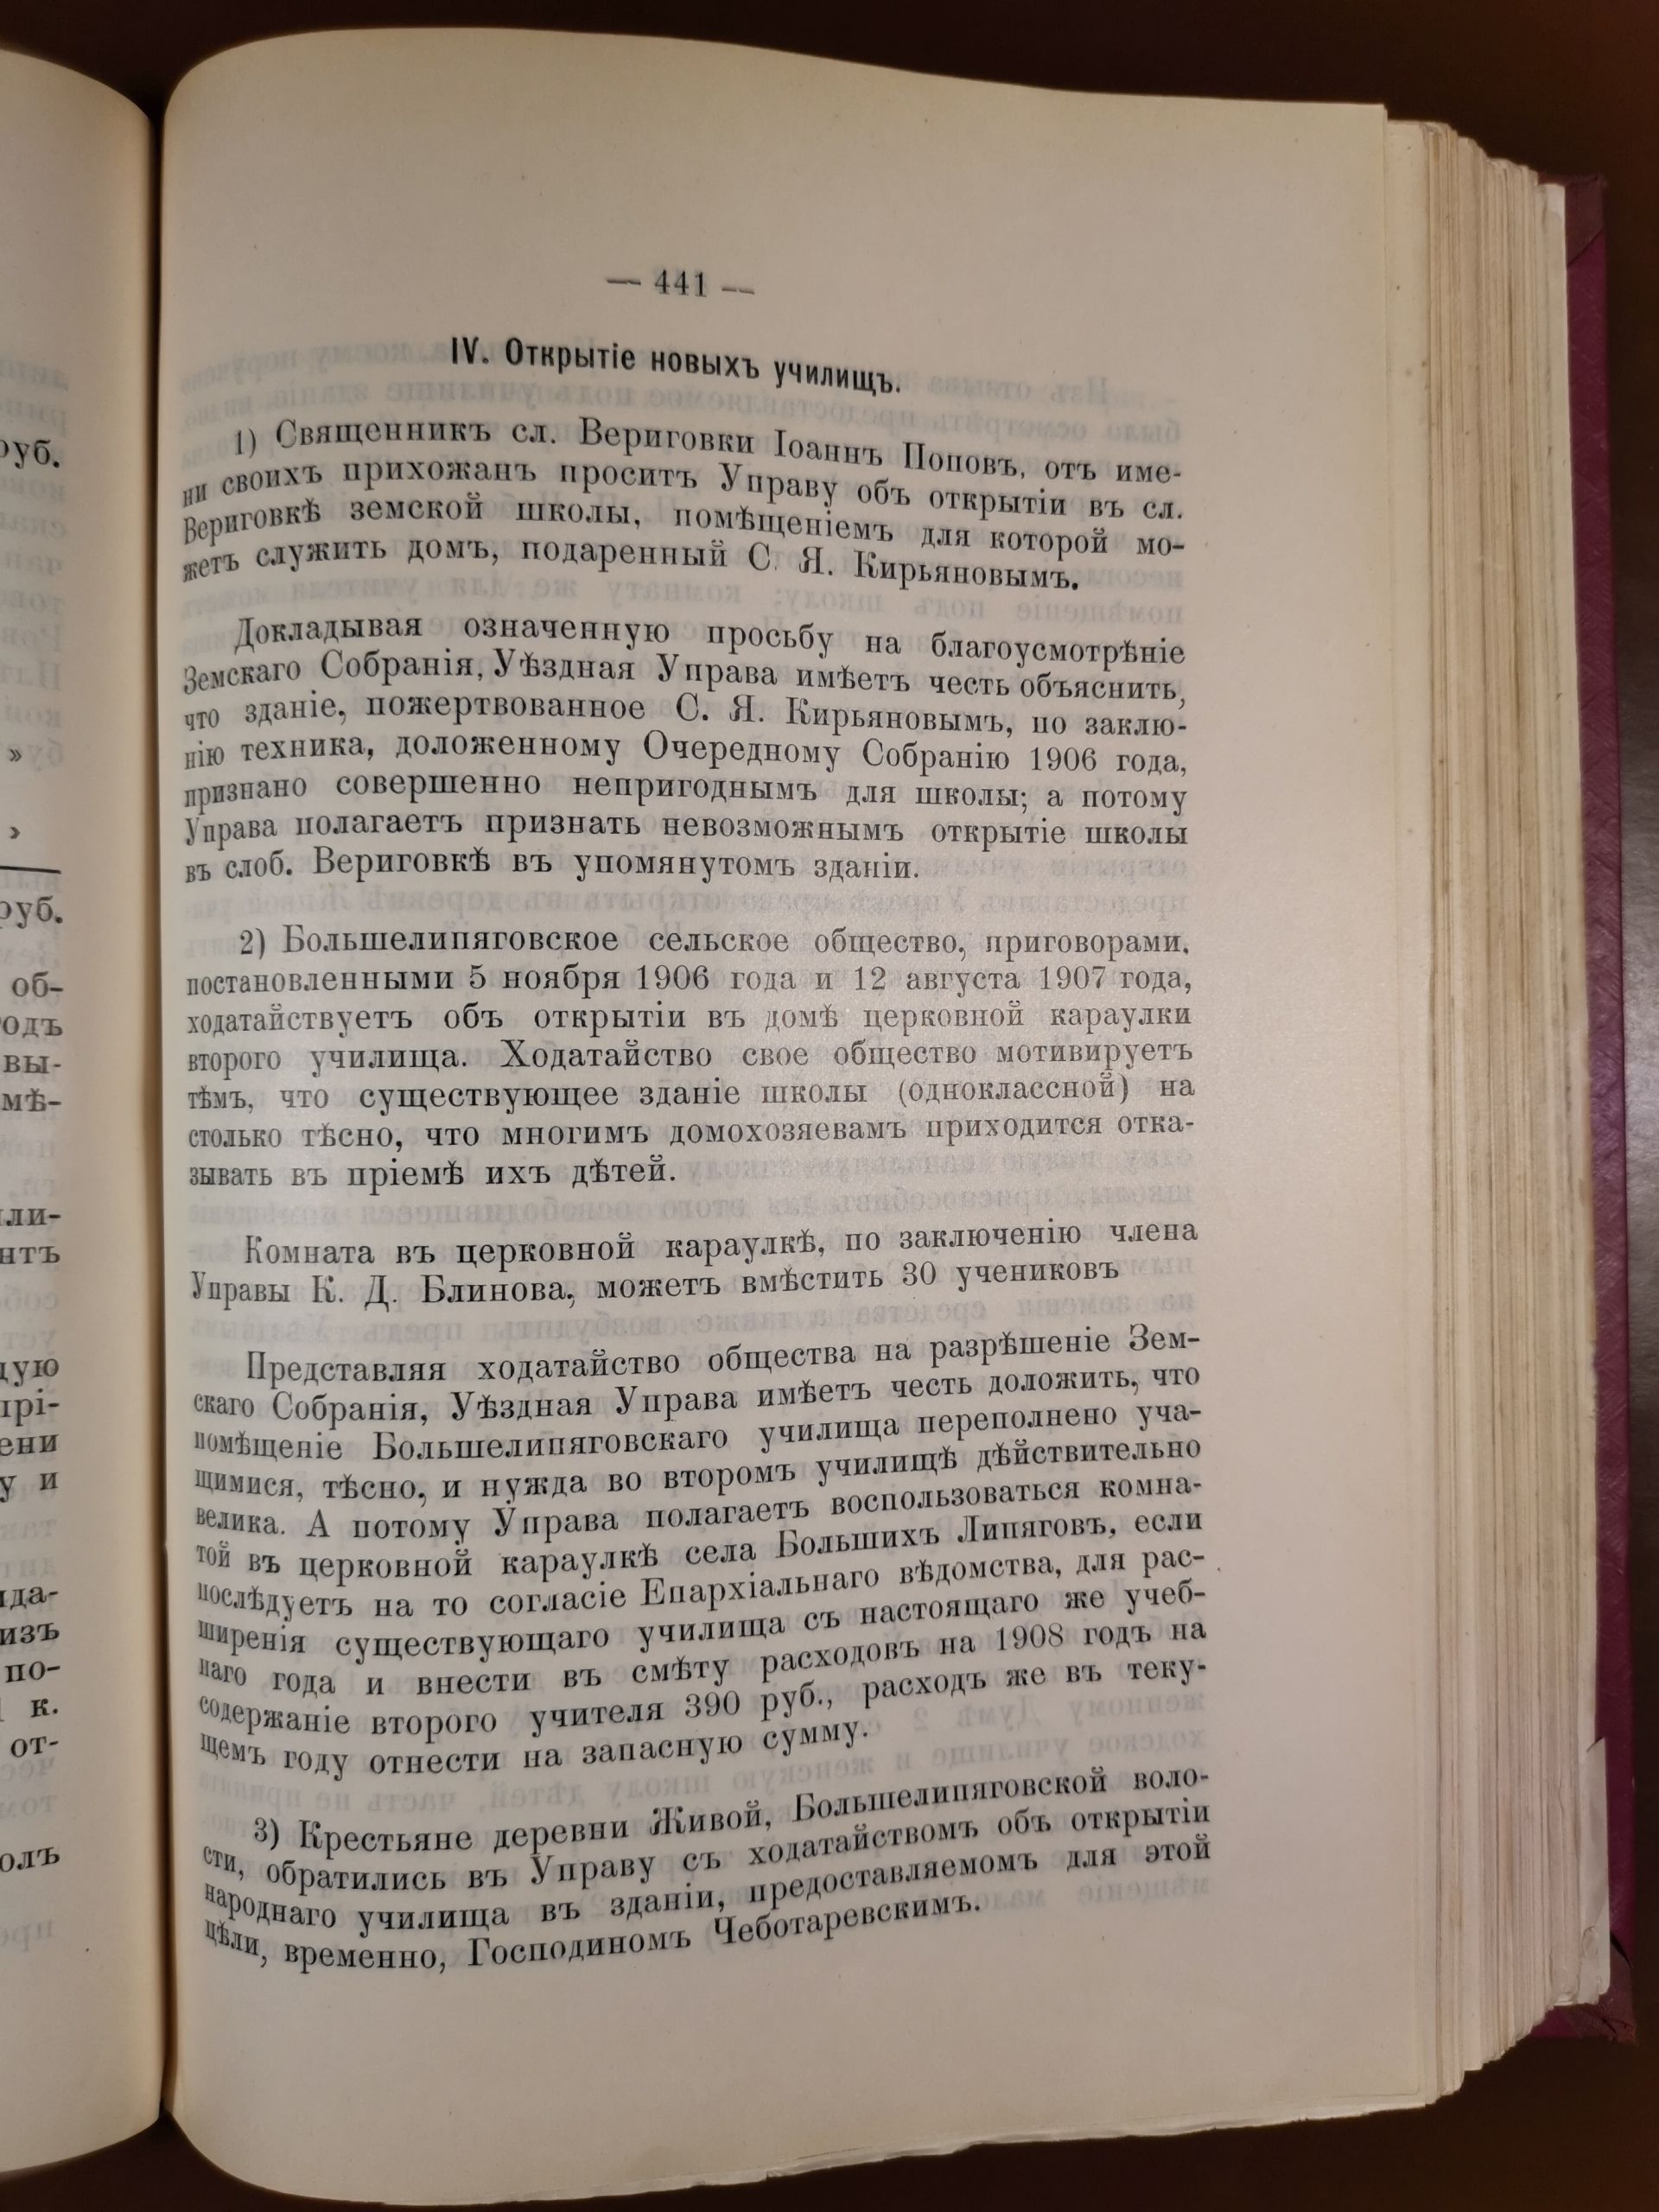 — 441 —
IV. Открытіе новыхъ училищъ.
1) Священникъ сл. Вериговки Іоаннъ Поповъ, отъ име-
ни своихъ прихожанъ проситъ Управу объ открытіи въ сл.
Вериговкѣ земской школы, помѣщеніемъ для которой мо-
жетъ служить домъ, подаренный С. Я. Кирьяновымъ.
Докладывая означенную просьбу на благоусмотрѣніе
Земскаго Собранія, Уѣздная Управа имѣетъ честь объяснить,
что зданіе, пожертвованное С. Я. Кирьяновымъ, по заклю-
нію техника, доложенному Очередному Собранію 1906 года,
признано совершенно непригоднымъ для школы; а потому
Управа полагаетъ признать невозможнымъ открытіе школы
въ слоб. Вериговкѣ въ упомянутомъ зданіи.
2) Большелипяговское сельское общество, приговорами,
постановленными 5 ноября 1906 года и 12 августа 1907 года,
ходатайствуетъ объ открытіи въ домѣ церковной караулки
второго училища. Ходатайство свое общество мотивируетъ
тѣмъ, что существующее зданіе школы (одноклассной) на
столько тѣсно, что многимъ домохозяевамъ приходится отка-
зывать въ пріемѣ ихъ дѣтей.
Комната въ церковной караулкѣ, по заключенію члена
Управы К. Д. Блинова, можетъ вмѣстить 30 учениковъ
Представляя ходатайство общества на разрѣшеніе Зем-
скаго Собранія, Уѣздная Управа имѣетъ честь доложить, что
помѣщеніе Большелипяговскаго училища переполнено уча-
щимися, тѣсно, и нужда во второмъ училищѣ дѣйствительно
велика. А потому Управа полагаетъ воспользоваться комна-
той въ церковной караулкѣ села Большихъ Липяговъ, если
послѣдуетъ на то согласіе Епархіальнаго вѣдомства, для рас-
ширенія существующаго училища съ настоящаго же учеб-
наго года и внести въ смѣту расходовъ на 1908 годъ на
содержаніе второго учителя 390 руб., расходъ же въ теку-
щемъ году отнести на запасную сумму.
3) Крестьяне деревни Живой, Большелипяговской воло-
сти, обратились въ Управу съ ходатайствомъ объ открытіи
народнаго училища въ зданіи, предоставляемомъ для этой
цѣли, временно, Господиномъ Чеботаревскимъ.